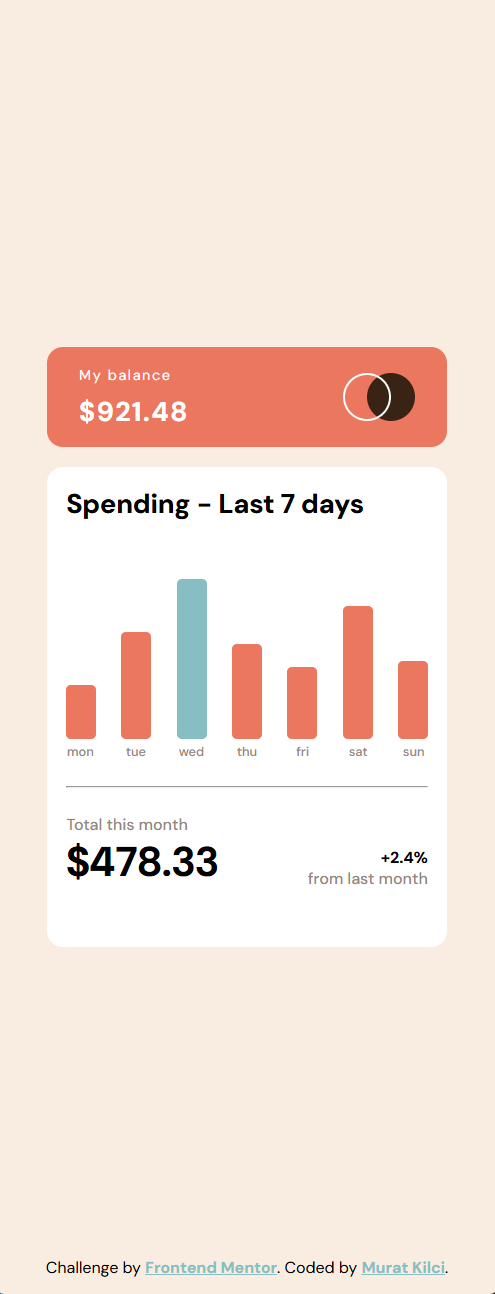 My balance
$921.48
Spending - Last 7 days
mon tue wed thu fri sat sun
Total this month
$478.33
+2.4%
from last month
Challenge by Frontend Mentor. Coded by Murat Kilci.